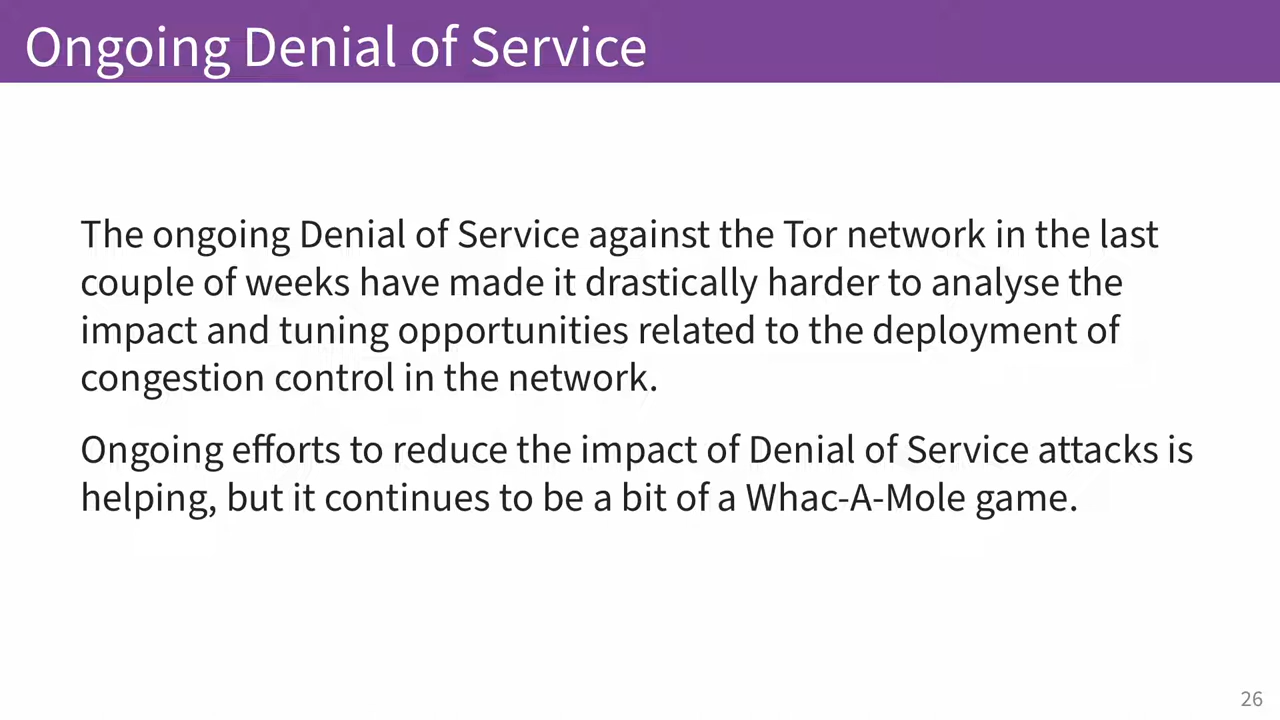 Ongoing Denial of Service
The ongoing Denial of Service against the Tor network in the last
couple of weeks have made it drastically harder to analyse the
impact and tuning opportunities related to the deployment of
congestion control in the network.
Ongoing efforts to reduce the impact of Denial of Service attacks is
helping, but it continues to be a bit of a Whac-A-Mole game.
26